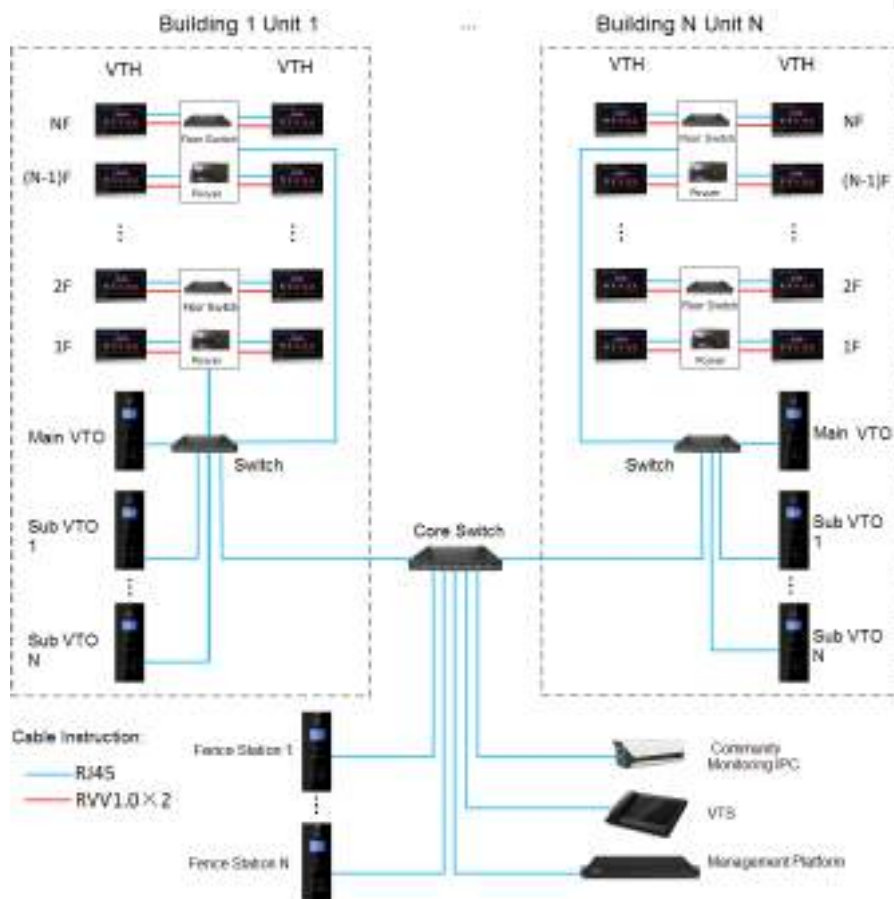 Building 1 Unit 1 ... Building N Unit N
VTH VTH VTH VTH
NF NF
Floor Switch Floor Switch
(N-1)F (N-1)F
Power Power
2F 2F
Floor Switch Floor Switch
1F 1F
Power Power
Main VTO Main VTO
Switch Switch
Sub VTO Sub VTO
1 1
Core Switch
Sub VTO Sub VTO
N N
Cable Instruction:
RJ45
RVV1.0×2
Fence Station 1
Fence Station N
Community
Monitoring IPC
VTS
Management Platform